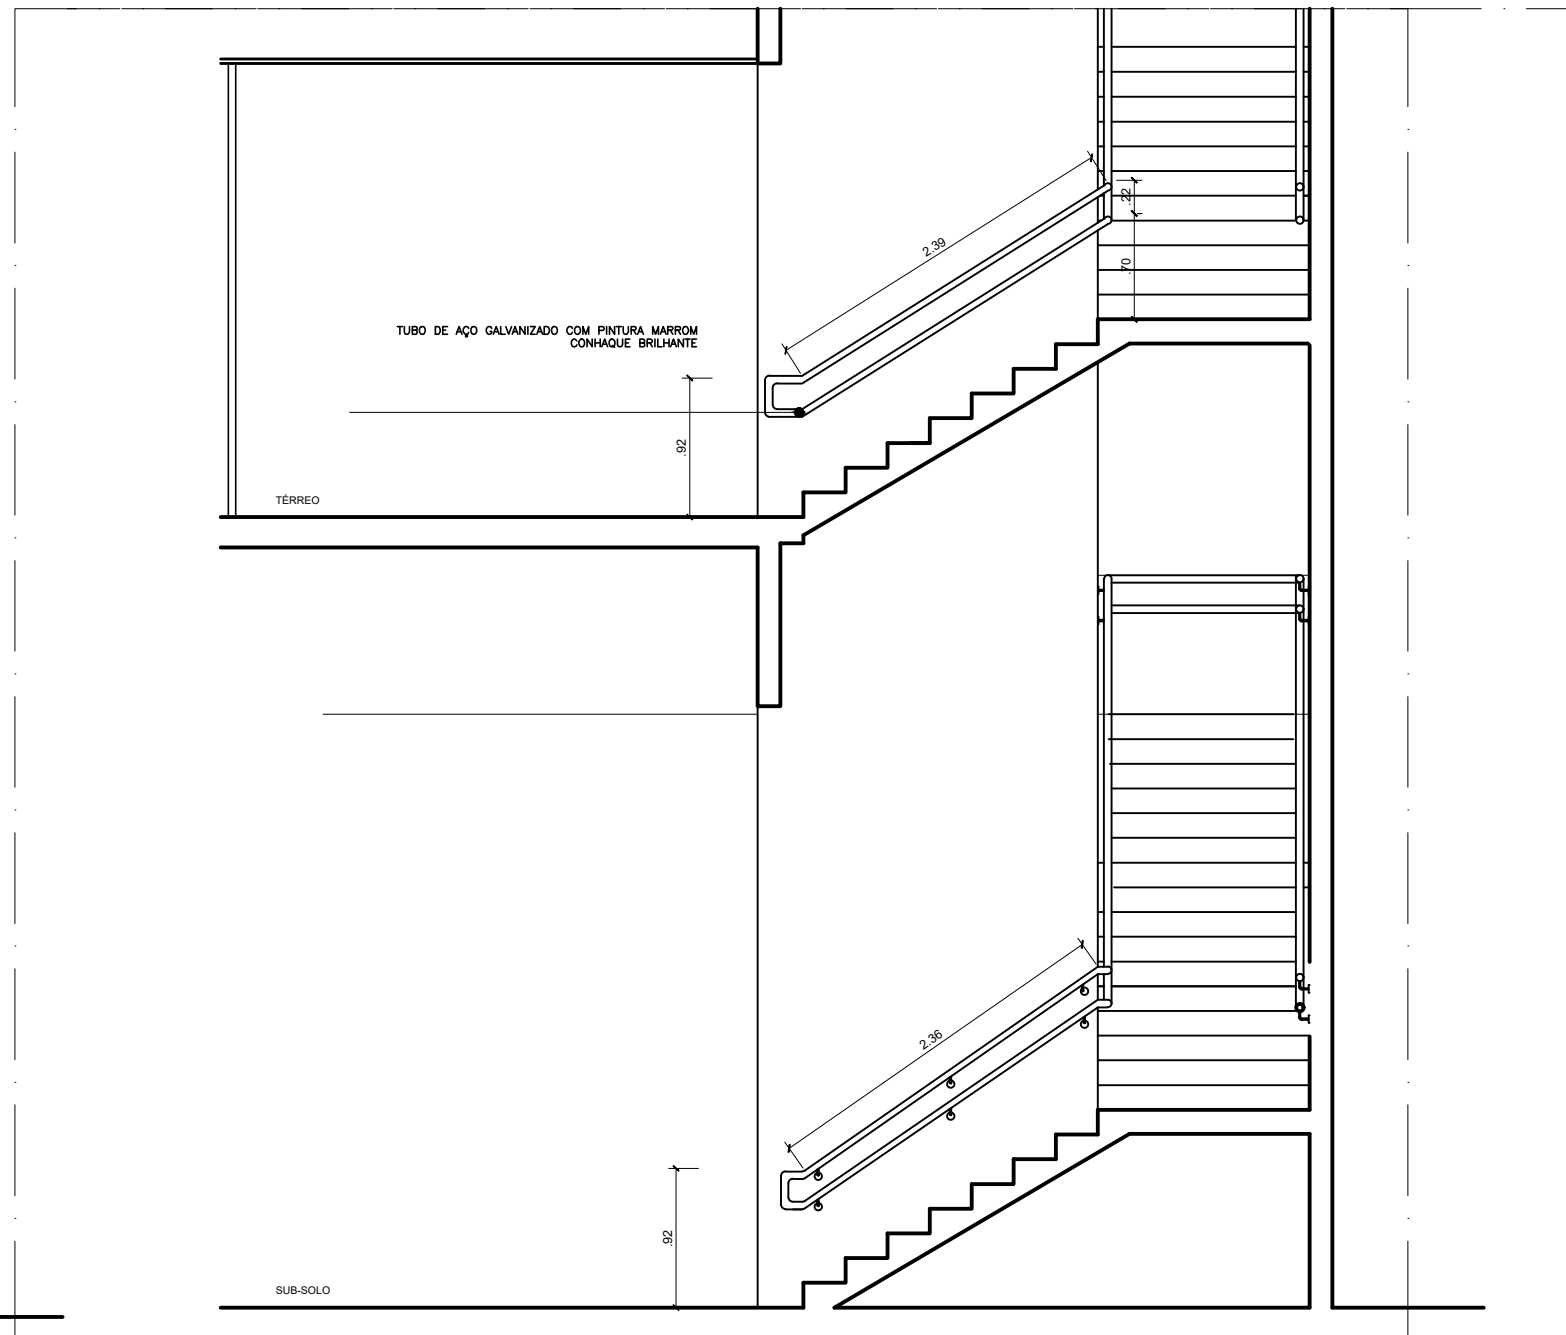 .22
2.39
.70
TUBO DE AÇO GALVANIZADO COM PINTURA MARROM
CONHAQUE BRILHANTE
.92
TÉRREO
2.36
.92
SUB-SOLO